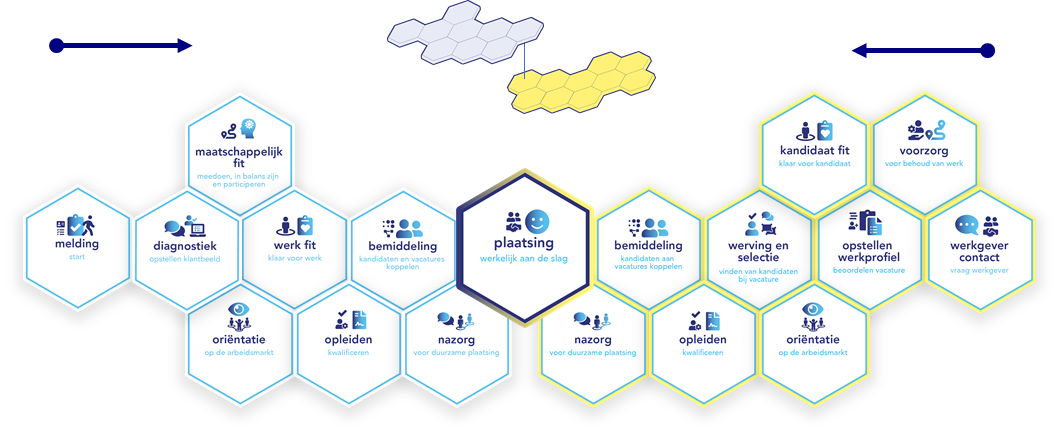 maatschappelijk
fit
meedoen, in balans zijn
en participeren
kandidaat fit
klaar voor kandidaat
voorzorg
voor behoud van werk
melding
start
diagnostiek
opstellen klantbeeld
werk fit
klaar voor werk
bemiddeling
kandidaten en vacatures
koppelen
plaatsing
werkelijk aan de slag
bemiddeling
kandidaten aan
vacatures koppelen
werving en
selectie
vinden van kandidaten
bij vacature
opstellen
werkprofiel
beoordelen vacature
werkgever
contact
vraag werkgever
oriëntatie
op de arbeidsmarkt
opleiden
kwalificeren
nazorg
voor duurzame plaatsing
nazorg
voor duurzame plaatsing
opleiden
kwalificeren
oriëntatie
op de arbeidsmarkt